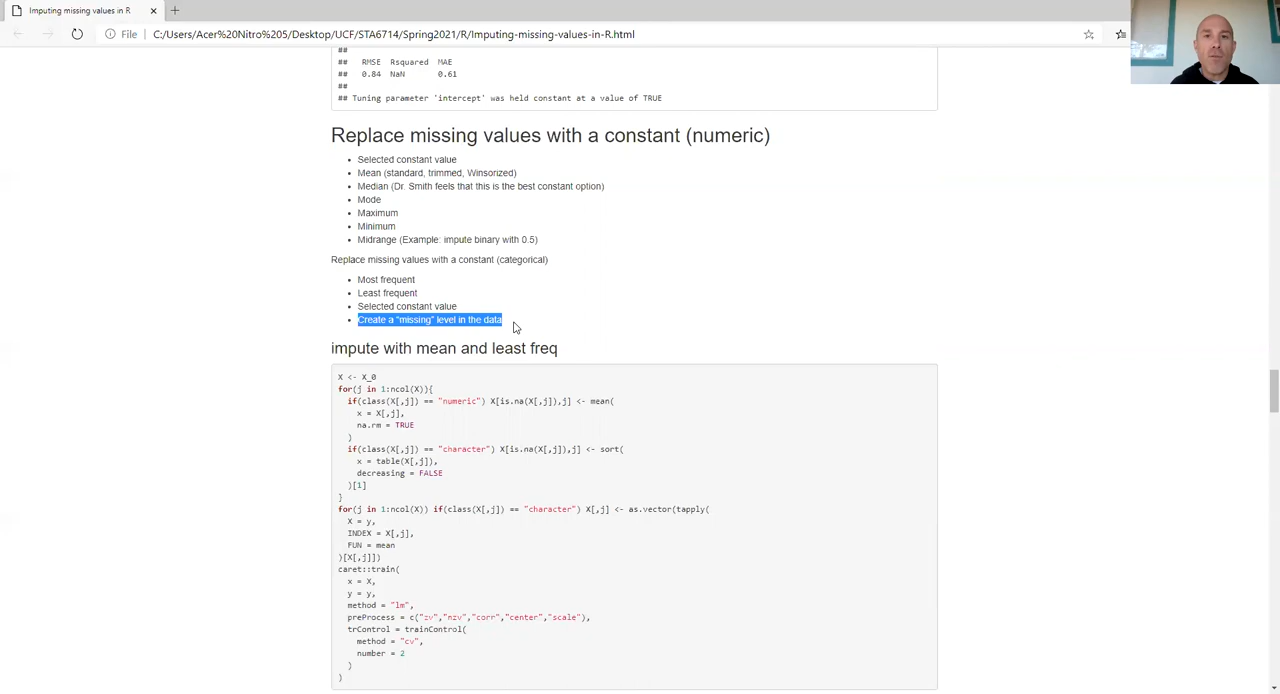 Imputing missing values in R
File
C:/Users/Acer%20Nitro%205/Desktop/UCF/STA6714/Spring2021/R/Imputing-missing-values-in-R.html
##
## RMSE Rsquared MAE
## 0.84 NaN 0.61
##
## Tuning parameter 'intercept' was held constant at a value of TRUE
Replace missing values with a constant (numeric)
• Selected constant value
• Mean (standard, trimmed, Winsorized)
• Median (Dr. Smith feels that this is the best constant option)
• Mode
• Maximum
• Minimum
• Midrange (Example: impute binary with 0.5)
Replace missing values with a constant (categorical)
• Most frequent
• Least frequent
• Selected constant value
• Create a "missing" level in the data
impute with mean and least freq
X <- X_0
for(j in 1:ncol(X)){
if(class(X[,j]) == "numeric") X[is.na(X[,j]),j] <- mean(
x = X[,j],
na.rm = TRUE
)
if(class(X[,j]) == "character") X[is.na(X[,j]),j] <- sort(
x = table(X[,j]),
decreasing = FALSE
)[1]
}
for(j in 1:ncol(X)) if(class(X[,j]) == "character") X[,j] <- as.vector(tapply(
X = y,
INDEX = X[,j],
FUN = mean
)[X[,j]])
caret::train(
x = X,
y = y,
method = "lm",
preProcess = c("zv","nzv","corr","center","scale"),
trControl = trainControl(
method = "cv",
number = 2
)
)